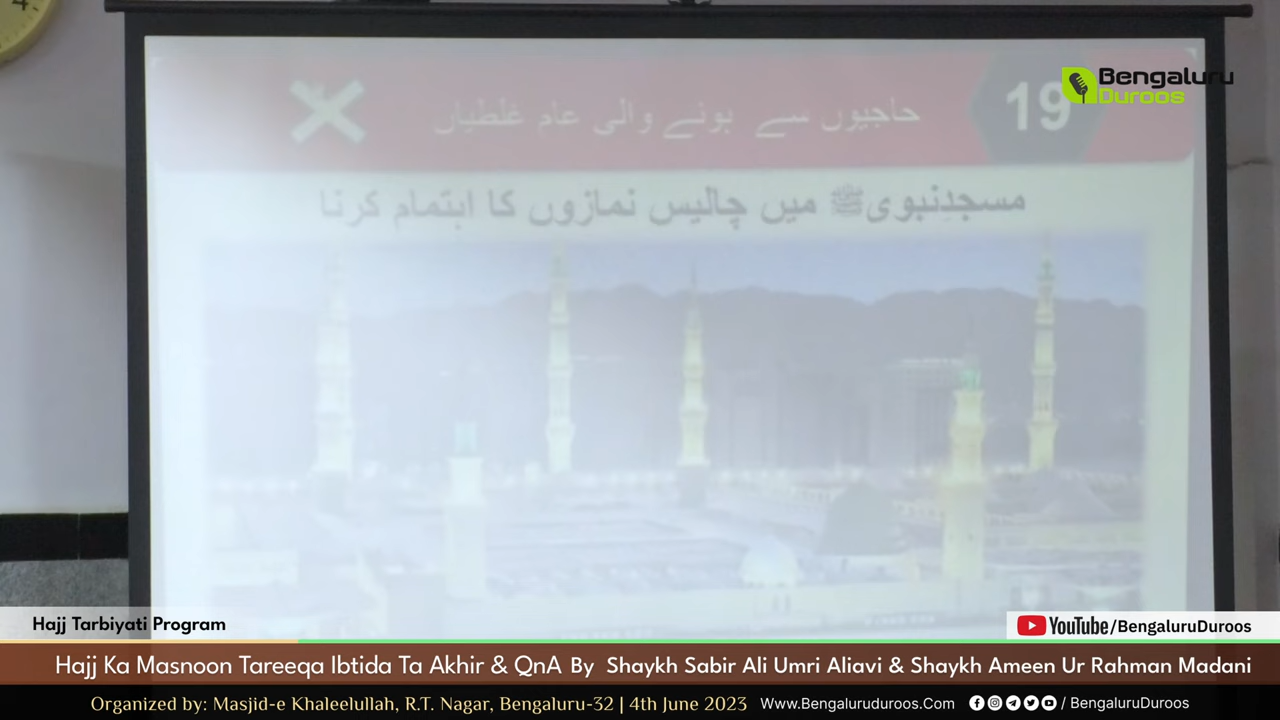 Bengaluru
Duroos
19
حاجیوں سے ہونے والی عام غلطیاں
مسجدِنبوی ﷺ میں چالیس نمازوں کا اہتمام کرنا
Hajj Tarbiyati Program
YouTube/BengaluruDuroos
Hajj Ka Masnoon Tareeqa Ibtida Ta Akhir & QnA By Shaykh Sabir Ali Umri Aliavi & Shaykh Ameen Ur Rahman Madani
Organized by: Masjid-e Khaleelullah, R.T. Nagar, Bengaluru-32 | 4th June 2023 Www.Bengaluruduroos.Com / BengaluruDuroos